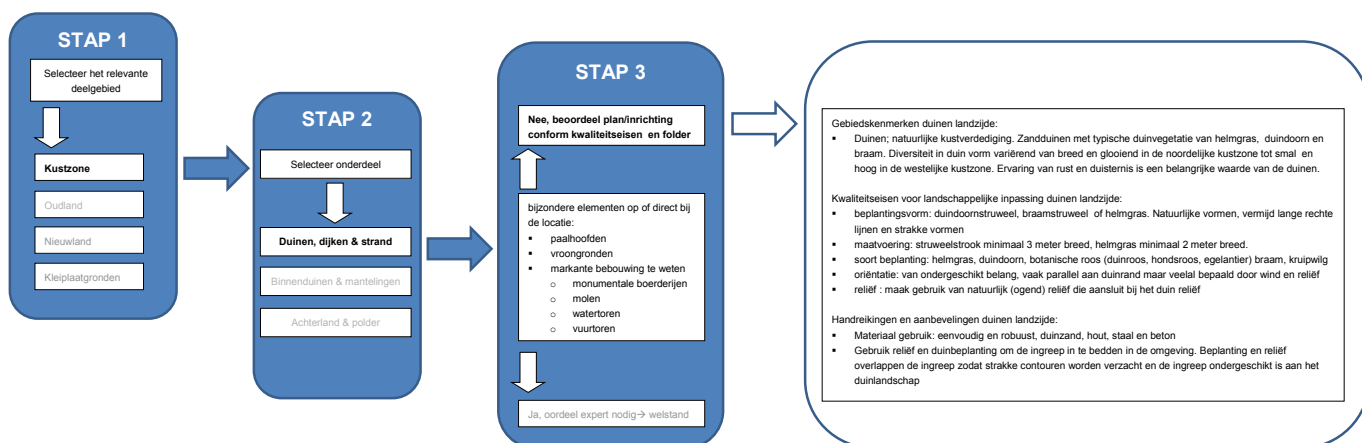 STAP 1
Selecteer het relevante
deelgebied
Kustzone
Oudland
Nieuwland
Kleiplaatgronden
STAP 2
Selecteer onderdeel
Duinen, dijken & strand
Binnenduinen & mantelingen
Achterland & polder
STAP 3
Nee, beoordeel plan/inrichting
conform kwaliteitseisen en folder
bijzondere elementen op of direct bij
de locatie:
▪ paalhoofden
▪ vroongronden
▪ markante bebouwing te weten
o monumentale boerderijen
o molen
o watertoren
o vuurtoren
Ja, oordeel expert nodig→ welstand
Gebiedskenmerken duinen landzijde:
▪ Duinen; natuurlijke kustverdediging. Zandduinen met typische duinvegetatie van helmgras, duindoorn en
braam. Diversiteit in duin vorm variërend van breed en glooiend in de noordelijke kustzone tot smal en
hoog in de westelijke kustzone. Ervaring van rust en duisternis is een belangrijke waarde van de duinen.
Kwaliteitseisen voor landschappelijke inpassing duinen landzijde:
▪ beplantingsvorm: duindoornstruweel, braamstruweel of helmgras. Natuurlijke vormen, vermijd lange rechte
lijnen en strakke vormen
▪ maatvoering: struweelstrook minimaal 3 meter breed, helmgras minimaal 2 meter breed.
▪ soort beplanting: helmgras, duindoorn, botanische roos (duinroos, hondsroos, egelantier) braam, kruipwilg
▪ oriëntatie: van ondergeschikt belang, vaak parallel aan duinrand maar veelal bepaald door wind en reliëf
▪ reliëf : maak gebruik van natuurlijk (ogend) reliëf die aansluit bij het duin reliëf
Handreikingen en aanbevelingen duinen landzijde:
▪ Materiaal gebruik: eenvoudig en robuust, duinzand, hout, staal en beton
▪ Gebruik reliëf en duinbeplanting om de ingreep in te bedden in de omgeving. Beplanting en reliëf
overlappen de ingreep zodat strakke contouren worden verzacht en de ingreep ondergeschikt is aan het
duinlandschap